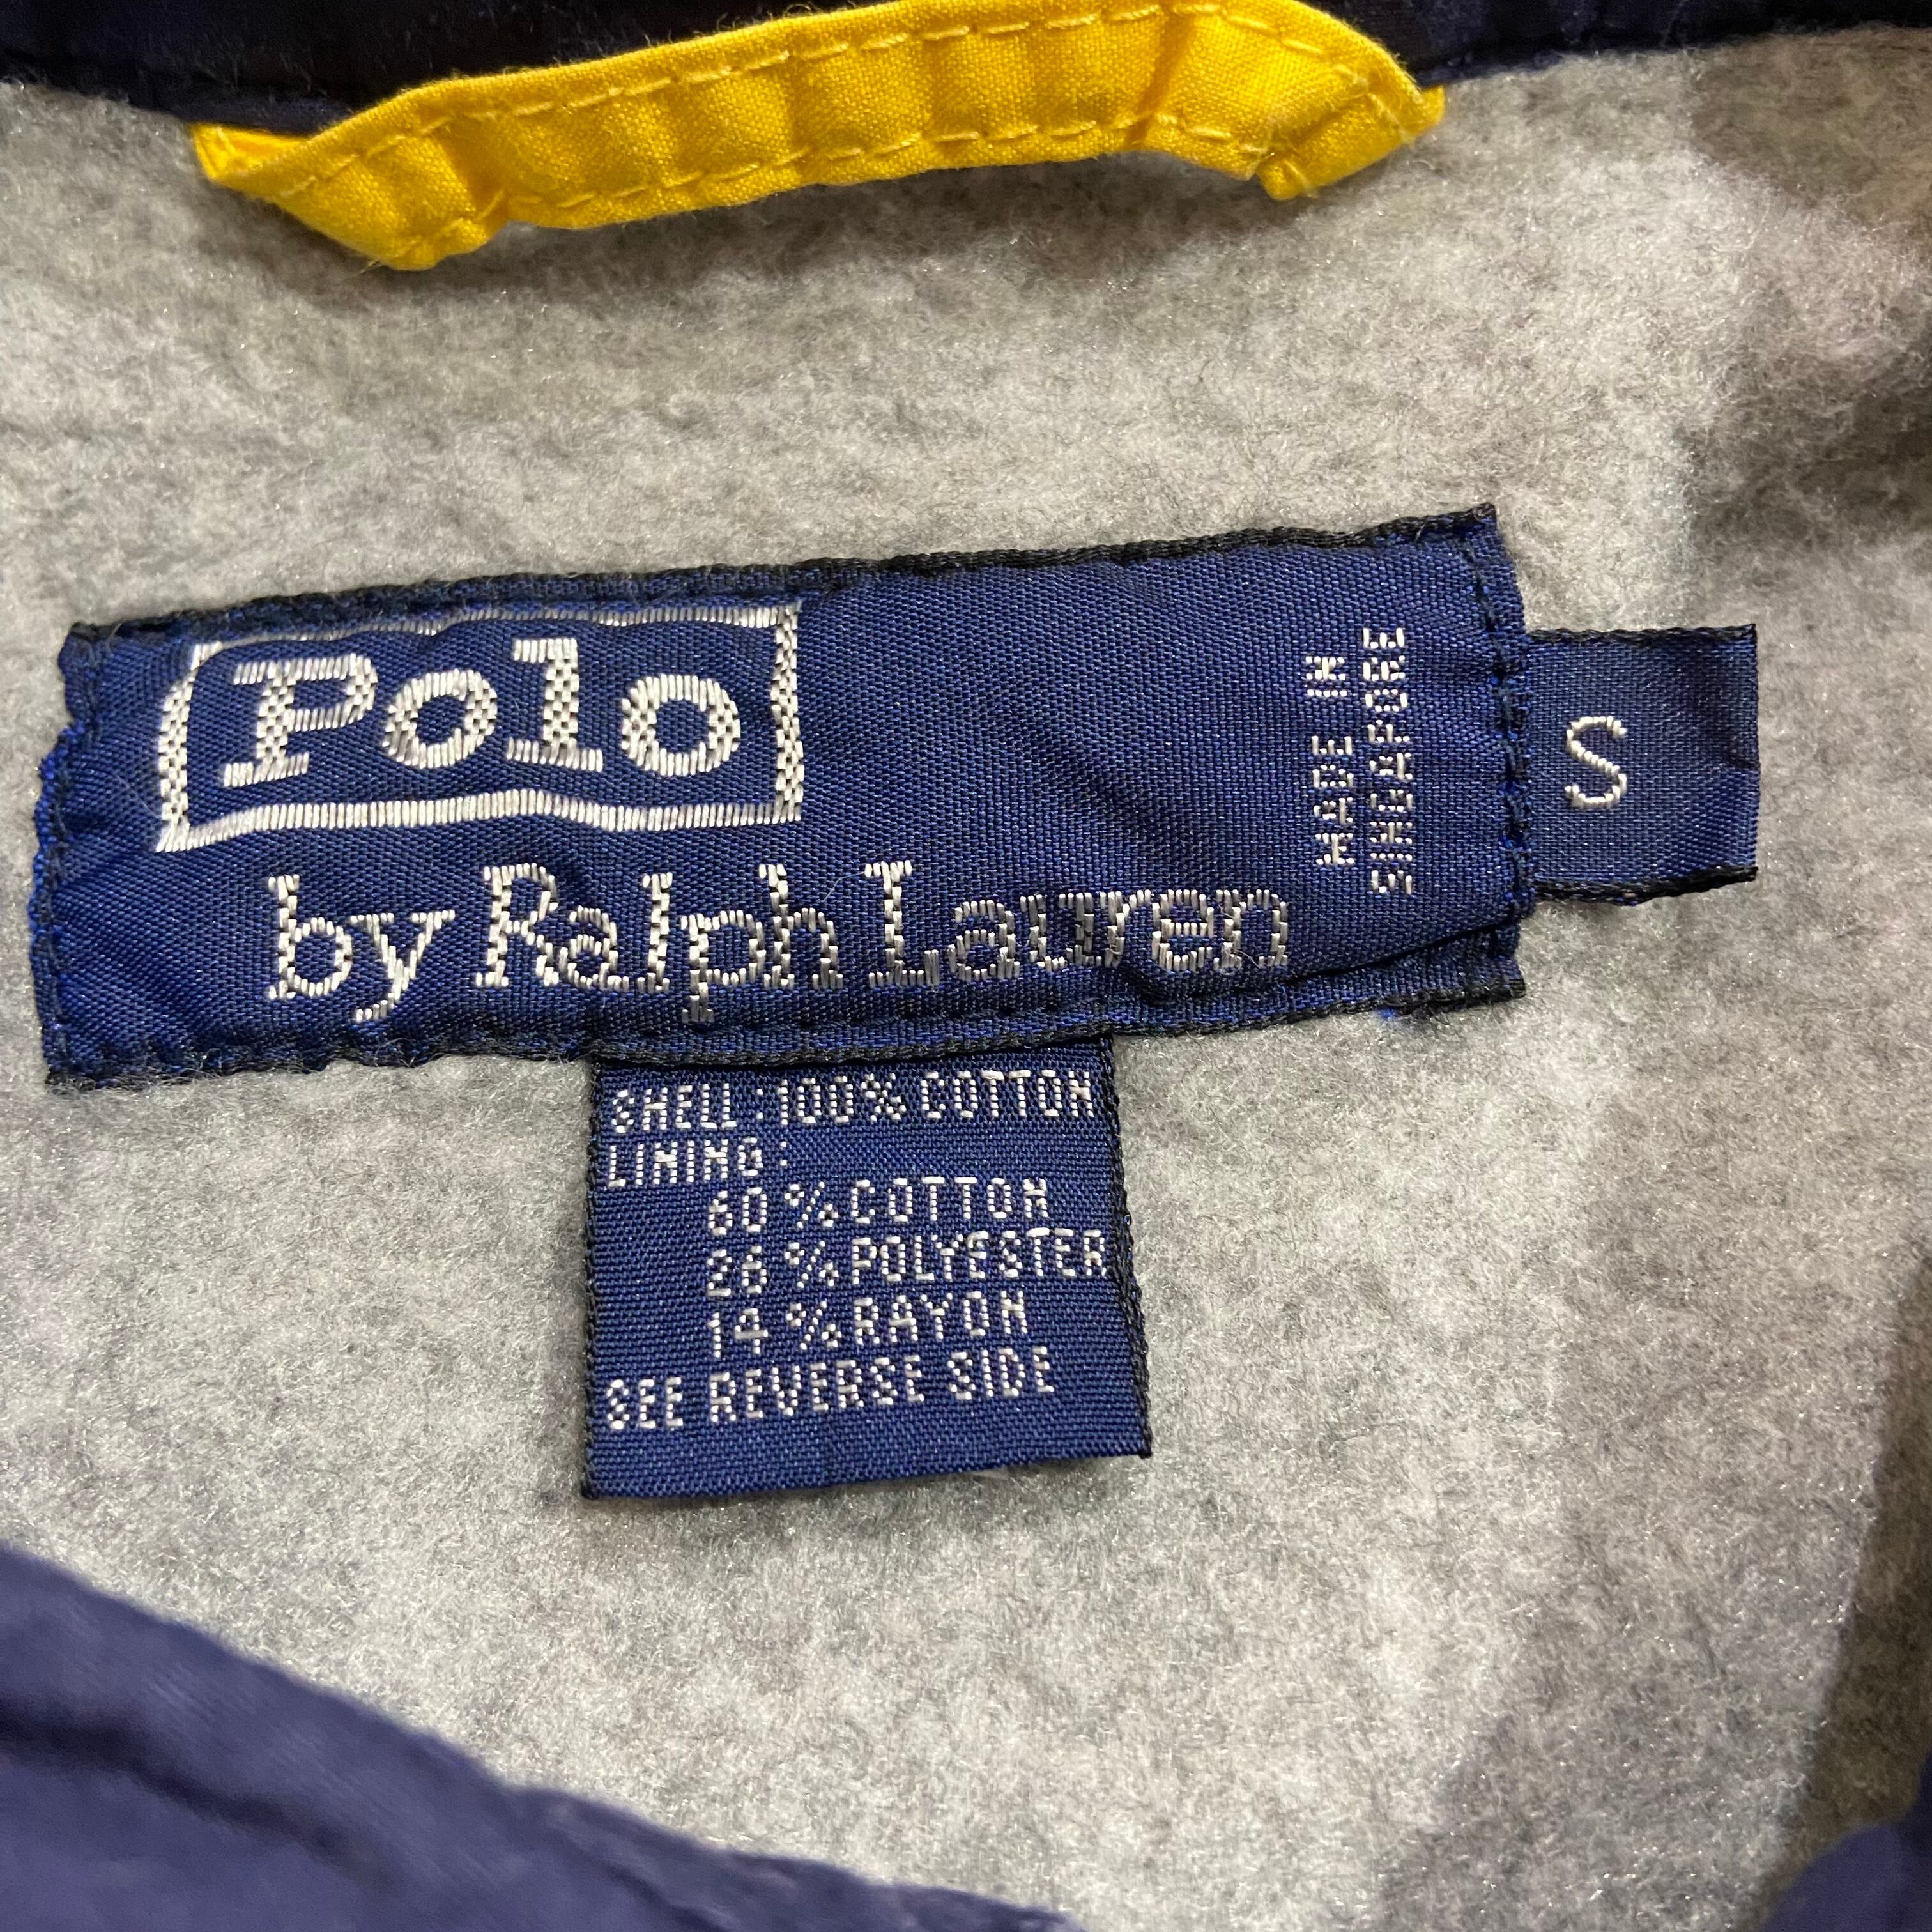 Polo
by Ralph Lauren
MADE IN
SINGAPORE
S
SHELL : 100% COTTON
LINING :
60 % COTTON
26 % POLYESTER
14 % RAYON
SEE REVERSE SIDE